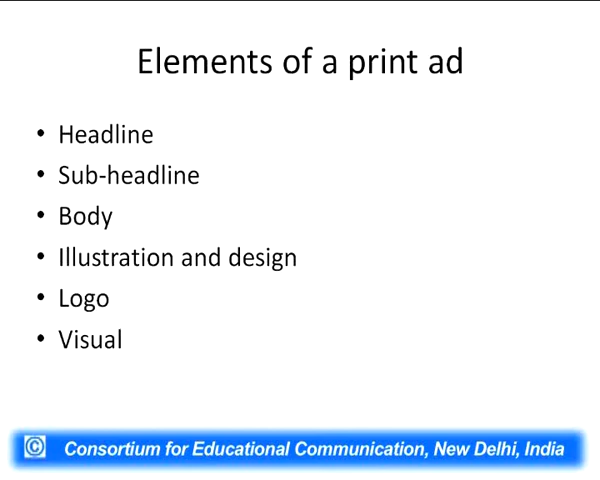 Elements of a print ad
• Headline
• Sub-headline
• Body
• Illustration and design
• Logo
• Visual
© Consortium for Educational Communication, New Delhi, India